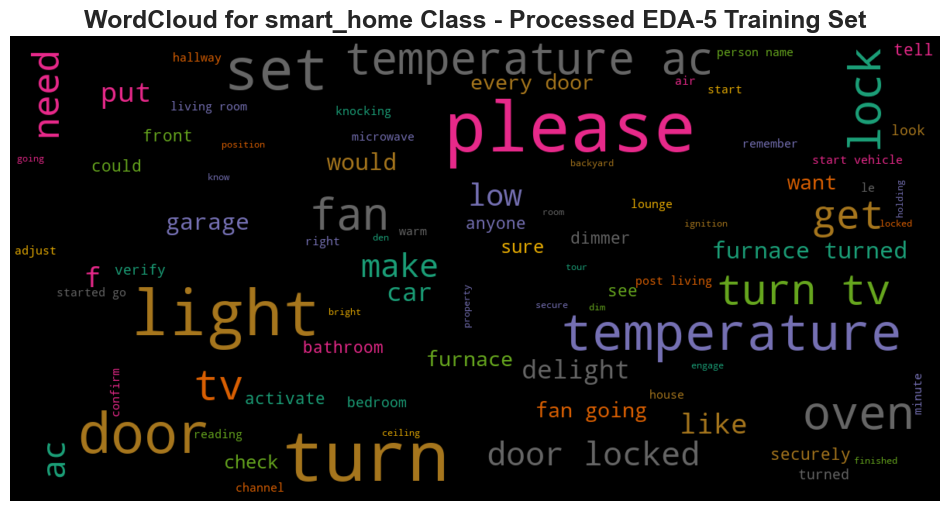 WordCloud for smart_home Class - Processed EDA-5 Training Set
hallway
set
temperature ac
person name
tell
need
put
living room
every door
air
start
lock
knocking
please
front
position
microwave
remember
look
going
could
know
would
backyard
start vehicle
garage
fan
low
anyone
room
lounge
want
le
holding
get
locked
ignition
right
den
warm
sure
dimmer
furnace turned
adjust
f
verify
make
tour
started go
car
see
post living
turn tv
light
bright
property
secure
dim
temperature
bathroom
furnace
delight
engage
confirm
tv
activate
bedroom
house
minute
fan going
like
oven
door
reading
ceiling
turn
door locked
securely
finished
ac
check
channel
turned